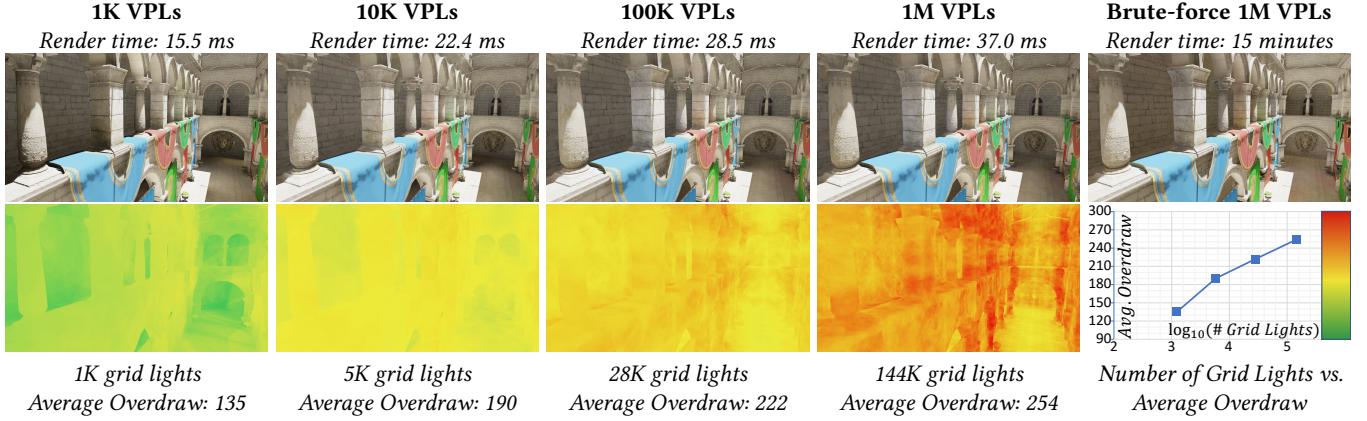 1K VPLs
Render time: 15.5 ms
10K VPLs
Render time: 22.4 ms
100K VPLs
Render time: 28.5 ms
1M VPLs
Render time: 37.0 ms
Brute-force 1M VPLs
Render time: 15 minutes
300
270
240
210
180
150
120
90
Avg. Overdraw
log₁₀(# Grid Lights)
2
3
4
5
1K grid lights
Average Overdraw: 135
5K grid lights
Average Overdraw: 190
28K grid lights
Average Overdraw: 222
144K grid lights
Average Overdraw: 254
Number of Grid Lights vs.
Average Overdraw